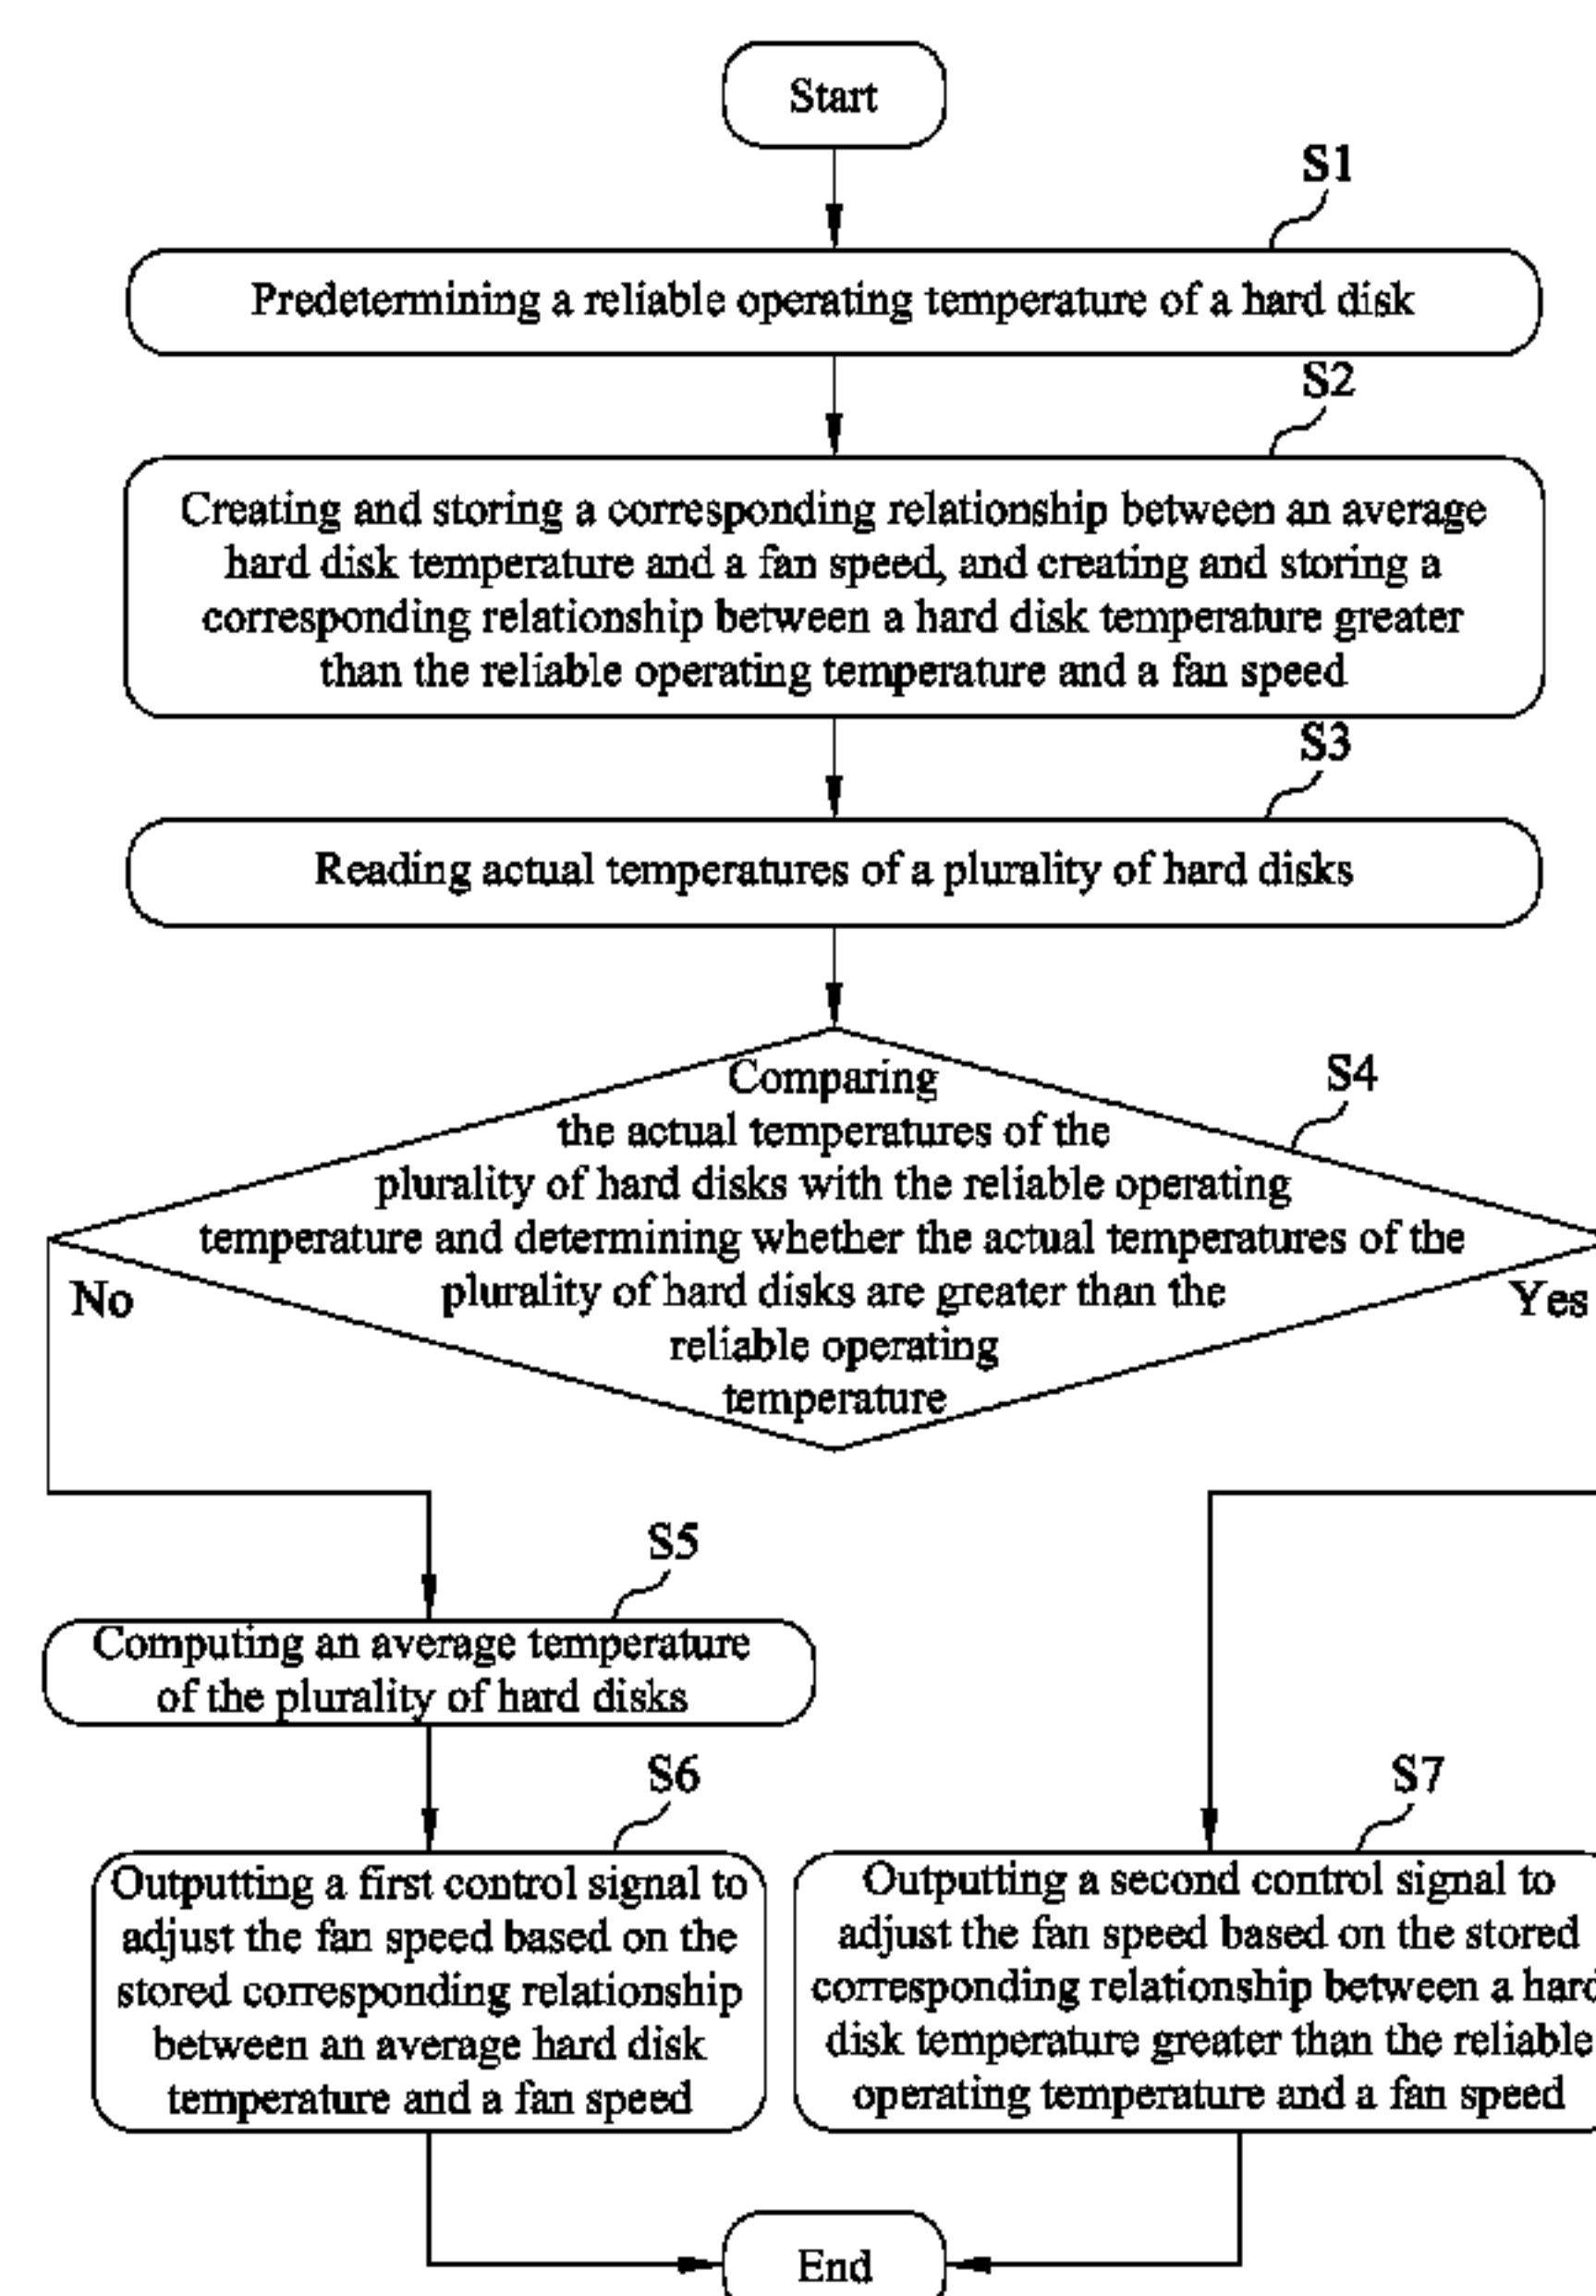 Start
S1
Predetermining a reliable operating temperature of a hard disk
S2
Creating and storing a corresponding relationship between an average
hard disk temperature and a fan speed, and creating and storing a
corresponding relationship between a hard disk temperature greater
than the reliable operating temperature and a fan speed
S3
Reading actual temperatures of a plurality of hard disks
S4
Comparing
the actual temperatures of the
plurality of hard disks with the reliable operating
temperature and determining whether the actual temperatures of the
plurality of hard disks are greater than the
reliable operating
temperature
No
Yes
S5
Computing an average temperature
of the plurality of hard disks
S6
Outputting a first control signal to
adjust the fan speed based on the
stored corresponding relationship
between an average hard disk
temperature and a fan speed
S7
Outputting a second control signal to
adjust the fan speed based on the stored
corresponding relationship between a hard
disk temperature greater than the reliable
operating temperature and a fan speed
End